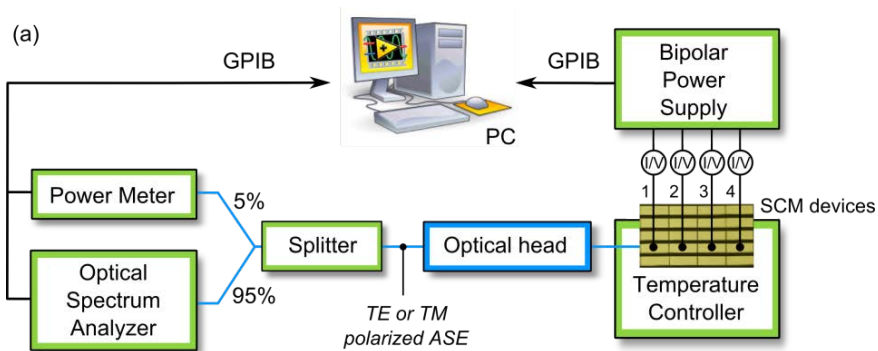 (a)
GPIB
GPIB
PC
Bipolar
Power
Supply
I/V I/V I/V I/V
1 2 3 4
SCM devices
Power Meter
5%
Splitter
Optical head
Optical
Spectrum
Analyzer
95%
TE or TM
polarized ASE
Temperature
Controller